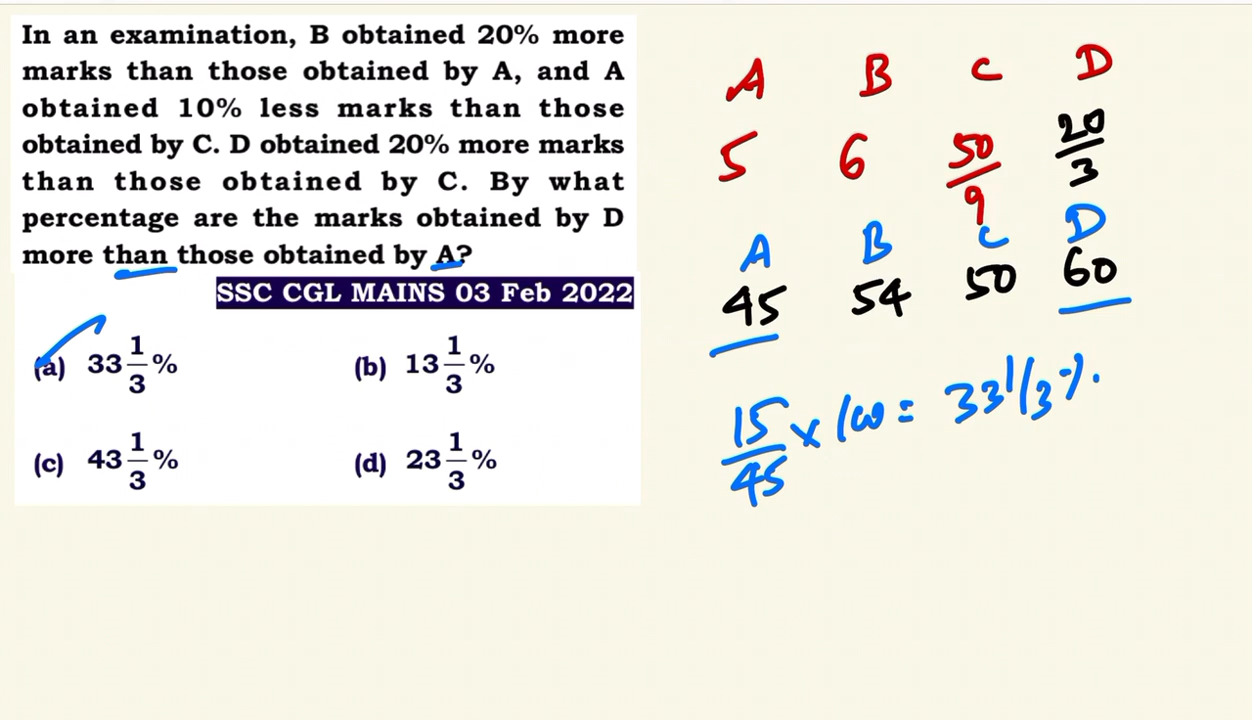 In an examination, B obtained 20% more
marks than those obtained by A, and A
obtained 10% less marks than those
obtained by C. D obtained 20% more marks
than those obtained by C. By what
percentage are the marks obtained by D
more than those obtained by A?
SSC CGL MAINS 03 Feb 2022
(a) 33 1/3 % (b) 13 1/3 %
(c) 43 1/3 % (d) 23 1/3 %
A B C D
5 6 50/9 20/3
A B C D
45 54 50 60
15/45 × 100 = 33 1/3 %.